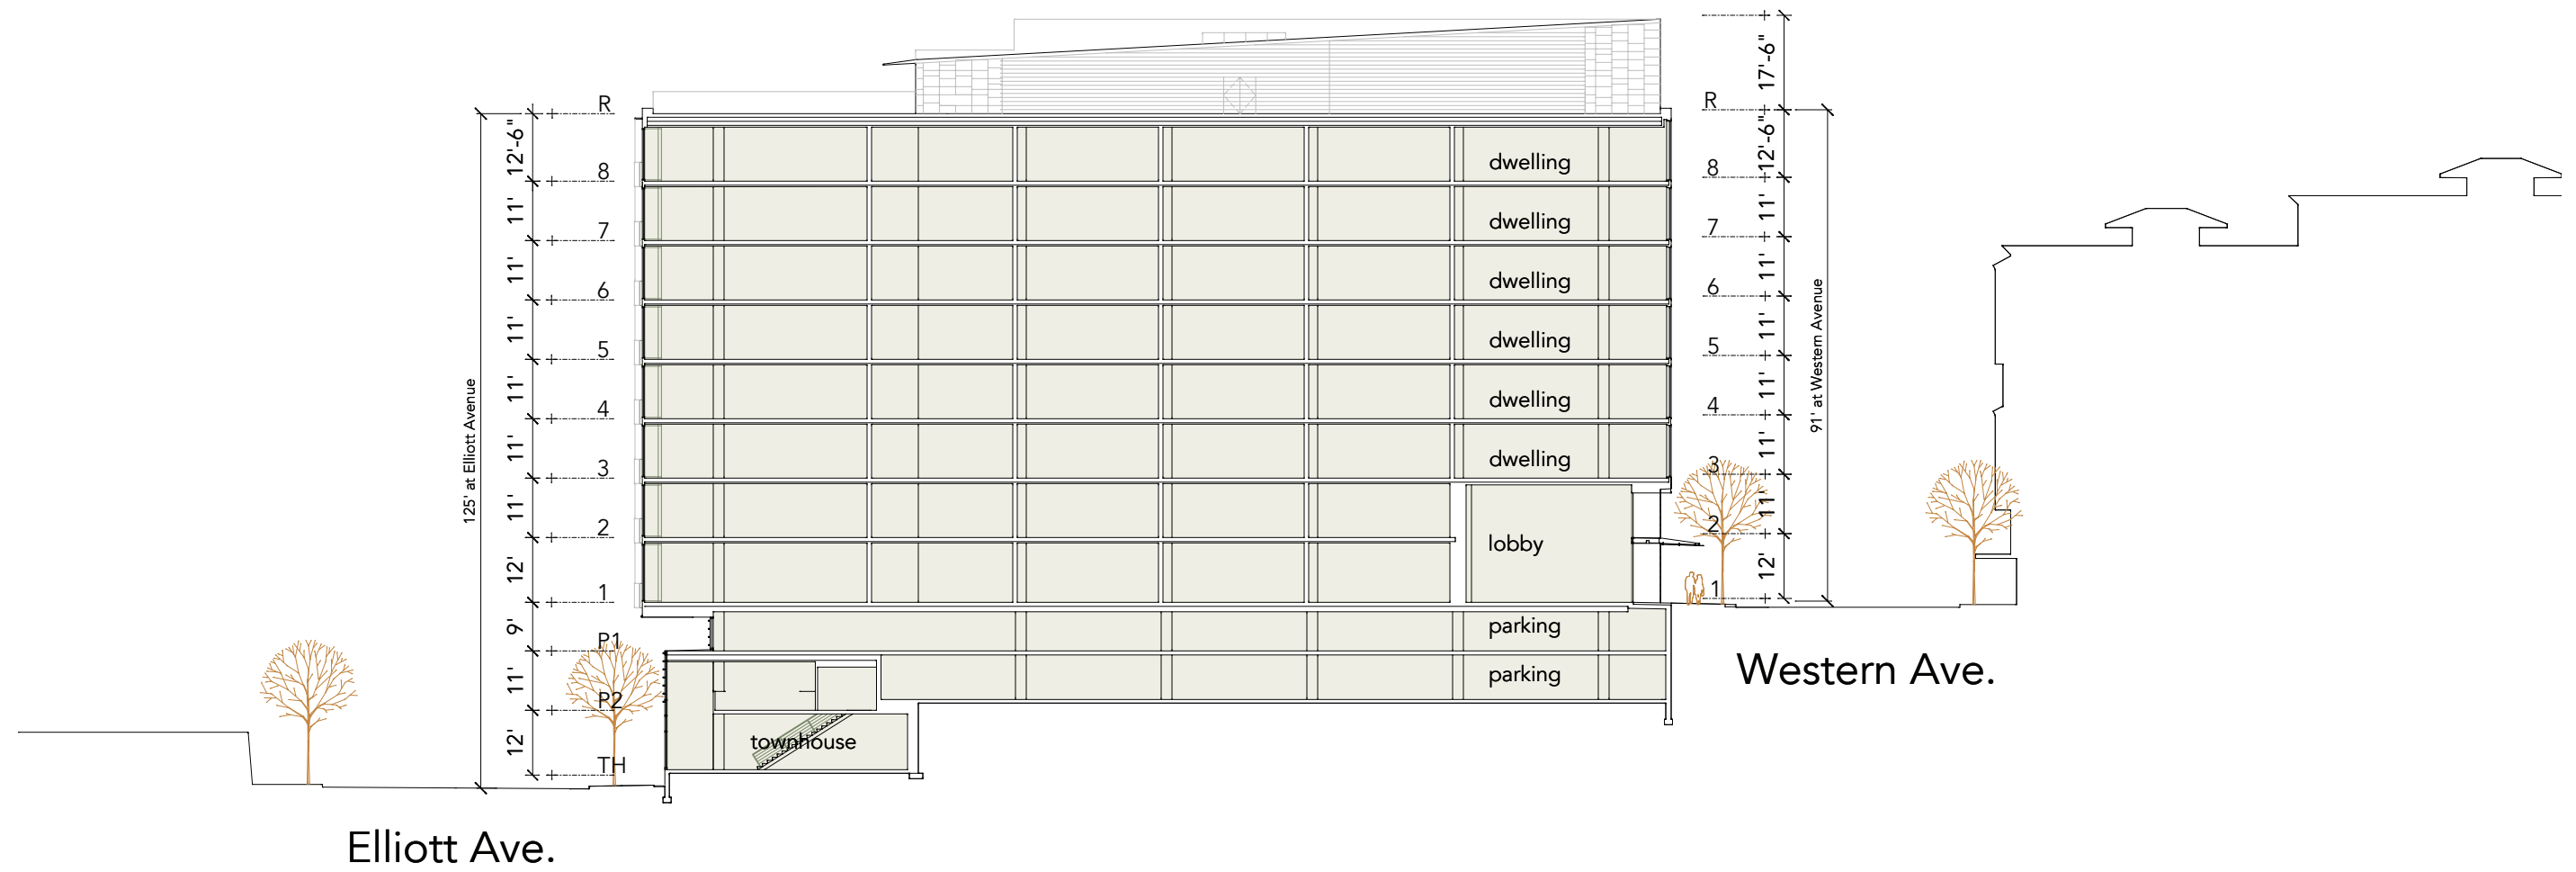 17'-6"
R
R
12'-6"
12'-6"
dwelling
8
8
11'
dwelling
11'
7
7
11'
dwelling
11'
6
6
11'
dwelling
11'
5
5
125' at Elliott Avenue
91' at Western Avenue
11'
dwelling
11'
4
4
11'
dwelling
11'
3
3
11'
11'
2
2
lobby
12'
12'
1
1
9'
parking
P1
Western Ave.
11'
parking
P2
12'
townhouse
TH
Elliott Ave.